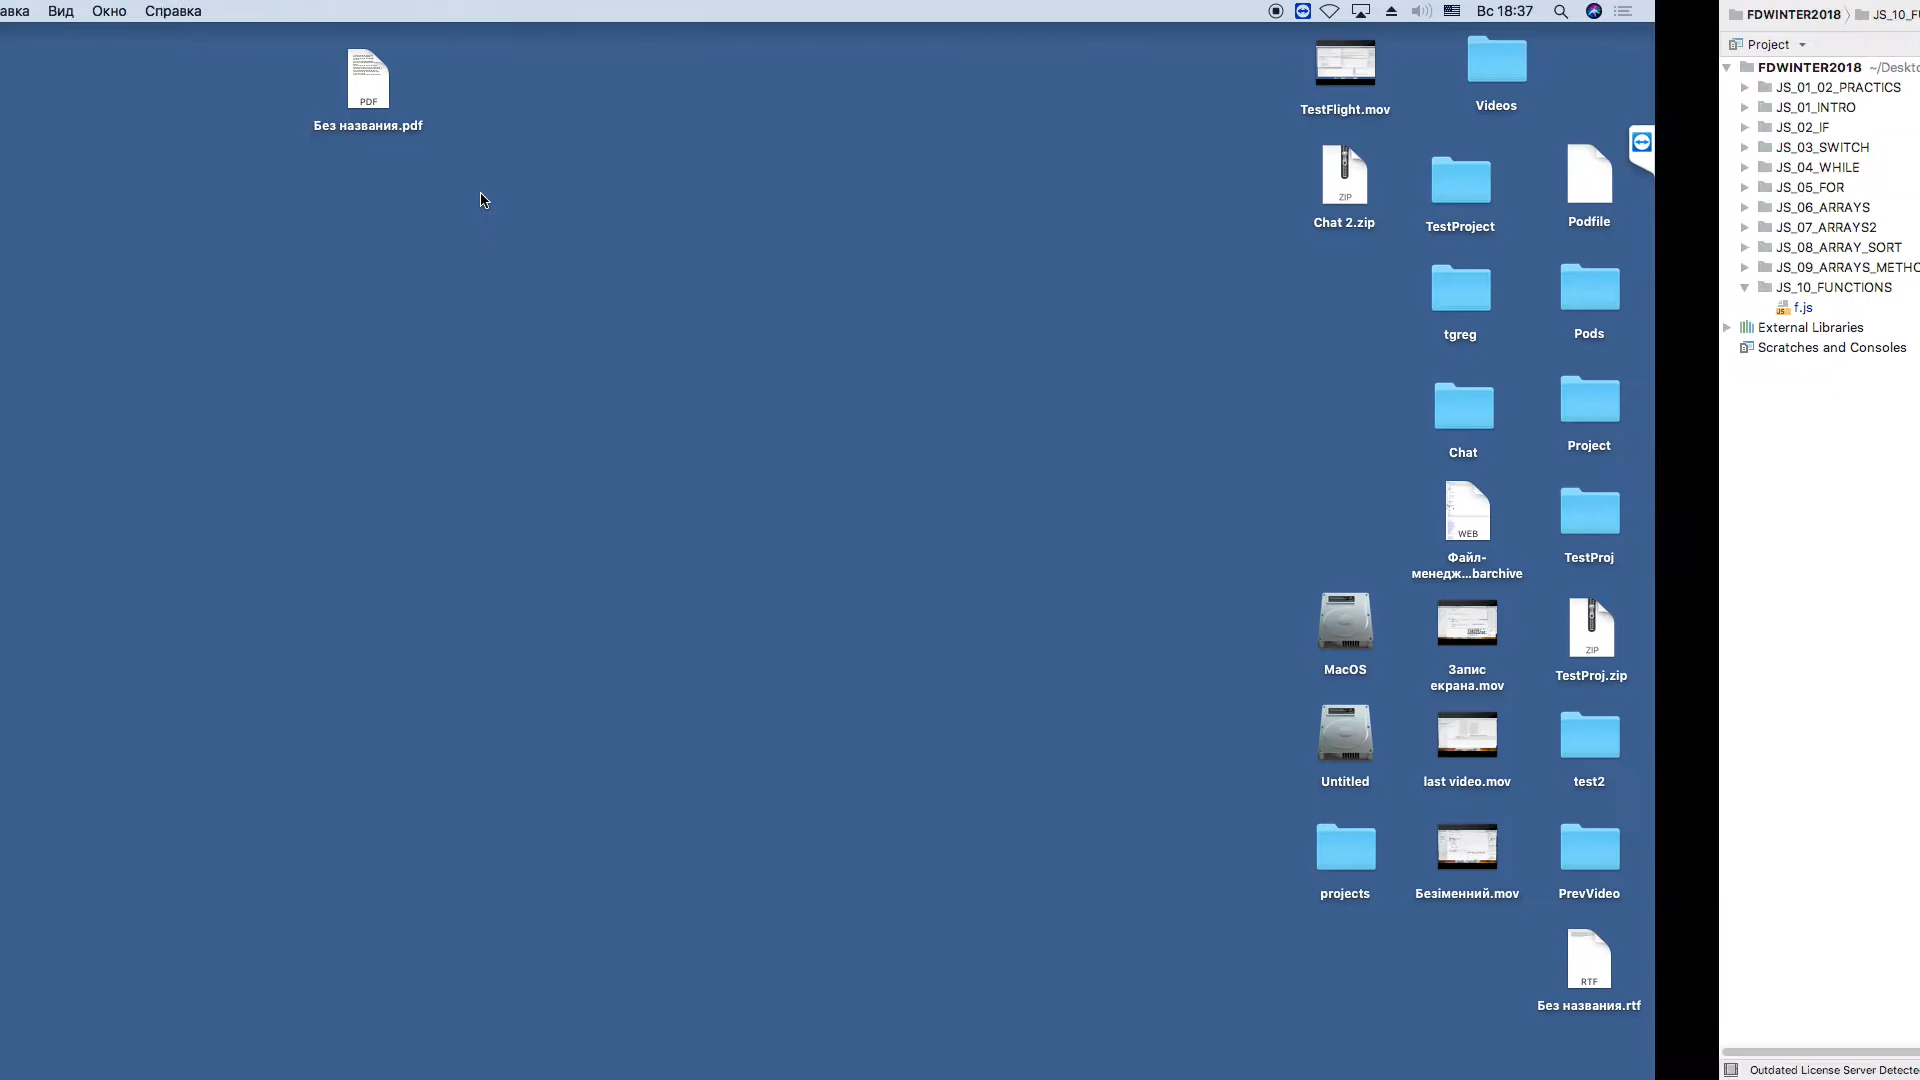 Вид Окно Справка Вс 18:37
PDF
Без названия.pdf
TestFlight.mov
Videos
ZIP
Chat 2.zip
TestProject
Podfile
tgreg
Pods
Chat
Project
WEB
Файл-
менедж...barchive
TestProj
MacOS
Запис
екрана.mov
ZIP
TestProj.zip
Untitled
last video.mov
test2
projects
Безіменний.mov
PrevVideo
RTF
Без названия.rtf
FDWINTER2018 JS_10_F
Project
FDWINTER2018 ~/Deskto
JS_01_02_PRACTICS
JS_01_INTRO
JS_02_IF
JS_03_SWITCH
JS_04_WHILE
JS_05_FOR
JS_06_ARRAYS
JS_07_ARRAYS2
JS_08_ARRAY_SORT
JS_09_ARRAYS_METHO
JS_10_FUNCTIONS
JS f.js
External Libraries
Scratches and Consoles
Outdated License Server Detecte